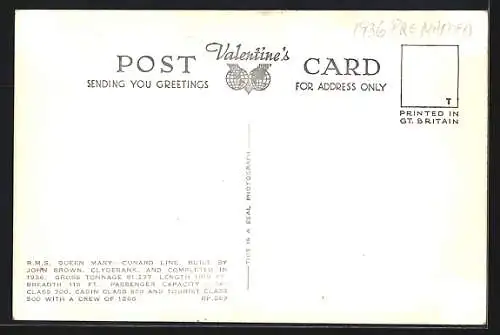 1936 PRE NAMED
Valentine's
POST CARD
SENDING YOU GREETINGS FOR ADDRESS ONLY
T
PRINTED IN
GT. BRITAIN
THIS IS A REAL PHOTOGRAPH
R.M.S. QUEEN MARY—CUNARD LINE, BUILT BY
JOHN BROWN, CLYDEBANK, AND COMPLETED IN
1936. GROSS TONNAGE 81,237 LENGTH FT.
BREADTH 118 FT. PASSENGER CAPACITY
CLASS 700, CABIN CLASS AND TOURIST CLASS
500 WITH A CREW OF 1260